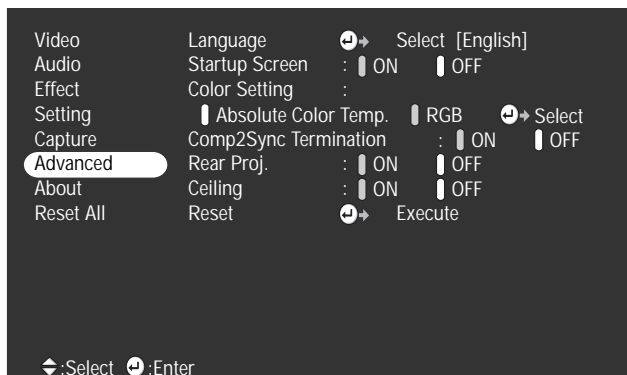 Video Language Select [English]
Audio Startup Screen : ON OFF
Effect Color Setting :
Setting Absolute Color Temp. RGB Select
Capture Comp2Sync Termination : ON OFF
Advanced Rear Proj. : ON OFF
About Ceiling : ON OFF
Reset All Reset Execute
:Select :Enter